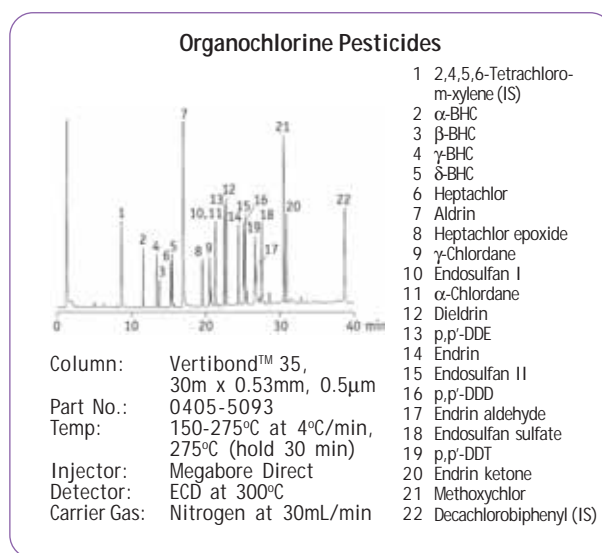 Organochlorine Pesticides
1 2,4,5,6-Tetrachloro-
m-xylene (IS)
2 α-BHC
3 β-BHC
4 γ-BHC
5 δ-BHC
6 Heptachlor
7 Aldrin
8 Heptachlor epoxide
9 γ-Chlordane
10 Endosulfan I
11 α-Chlordane
12 Dieldrin
13 p,p'-DDE
14 Endrin
15 Endosulfan II
16 p,p'-DDD
17 Endrin aldehyde
18 Endosulfan sulfate
19 p,p'-DDT
20 Endrin ketone
21 Methoxychlor
22 Decachlorobiphenyl (IS)
7
21
12
13
16
22
10,11
15
18
20
1
14
19
2
4
6
5
8
9
17
3
0 10 20 30 40 min
Column: Vertibond™ 35,
30m x 0.53mm, 0.5µm
Part No.: 0405-5093
Temp: 150-275ºC at 4ºC/min,
275ºC (hold 30 min)
Injector: Megabore Direct
Detector: ECD at 300ºC
Carrier Gas: Nitrogen at 30mL/min